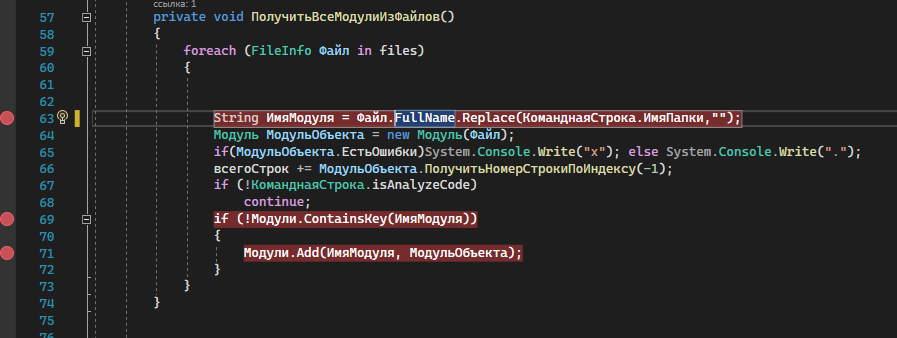 ссылка: 1
57 private void ПолучитьВсеМодулиИзФайлов()
58 {
59 foreach (FileInfo Файл in files)
60 {
61
62
63 String ИмяМодуля = Файл.FullName.Replace(КоманднаяСтрока.ИмяПапки,"");
64 Модуль МодульОбъекта = new Модуль(Файл);
65 if(МодульОбъекта.ЕстьОшибки)System.Console.Write("x"); else System.Console.Write(".");
66 всегоСтрок += МодульОбъекта.ПолучитьНомерСтрокиПоИндексу(-1);
67 if (!КоманднаяСтрока.isAnalyzeCode)
68 continue;
69 if (!Модули.ContainsKey(ИмяМодуля))
70 {
71 Модули.Add(ИмяМодуля, МодульОбъекта);
72 }
73 }
74 }
75
76